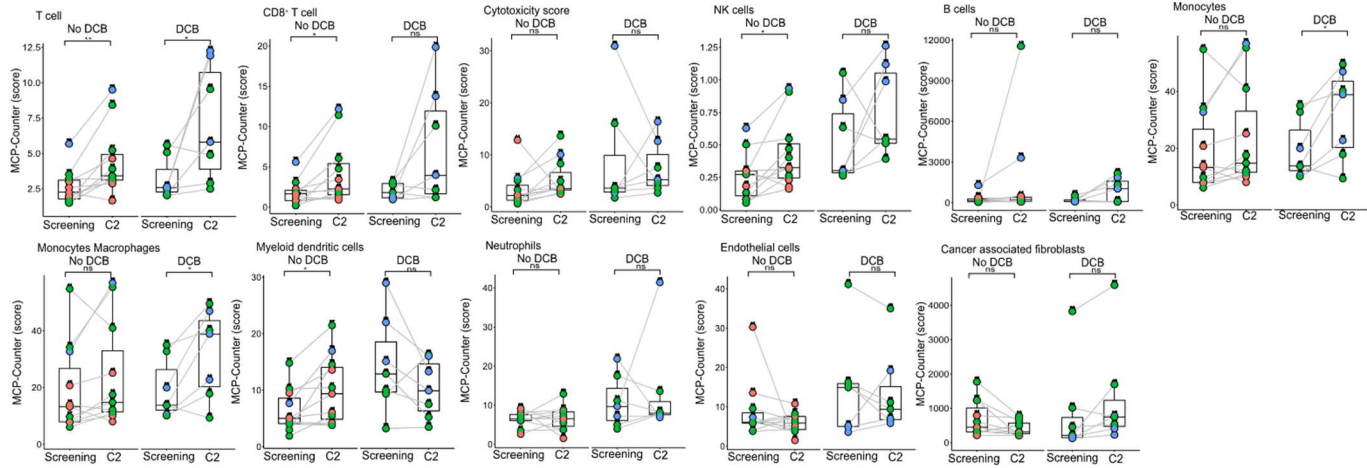 T cell
No DCB DCB
** *
MCP-Counter (score)
12.5
10.0
7.5
5.0
2.5
Screening C2 Screening C2
CD8+ T cell
No DCB DCB
* ns
MCP-Counter (score)
20
15
10
5
0
Screening C2 Screening C2
Cytotoxicity score
No DCB DCB
ns ns
MCP-Counter (score)
30
20
10
0
Screening C2 Screening C2
NK cells
No DCB DCB
* ns
MCP-Counter (score)
1.25
1.00
0.75
0.50
0.25
0.00
Screening C2 Screening C2
B cells
No DCB DCB
ns ns
MCP-Counter (score)
12000
9000
6000
3000
0
Screening C2 Screening C2
Monocytes
No DCB DCB
ns *
MCP-Counter (score)
60
40
20
0
Screening C2 Screening C2
Monocytes Macrophages
No DCB DCB
ns *
MCP-Counter (score)
40
20
0
Screening C2 Screening C2
Myeloid dendritic cells
No DCB DCB
* ns
MCP-Counter (score)
30
20
10
0
Screening C2 Screening C2
Neutrophils
No DCB DCB
ns ns
MCP-Counter (score)
40
30
20
10
0
Screening C2 Screening C2
Endothelial cells
No DCB DCB
ns ns
MCP-Counter (score)
40
30
20
10
0
Screening C2 Screening C2
Cancer associated fibroblasts
No DCB DCB
ns ns
MCP-Counter (score)
4000
3000
2000
1000
0
Screening C2 Screening C2